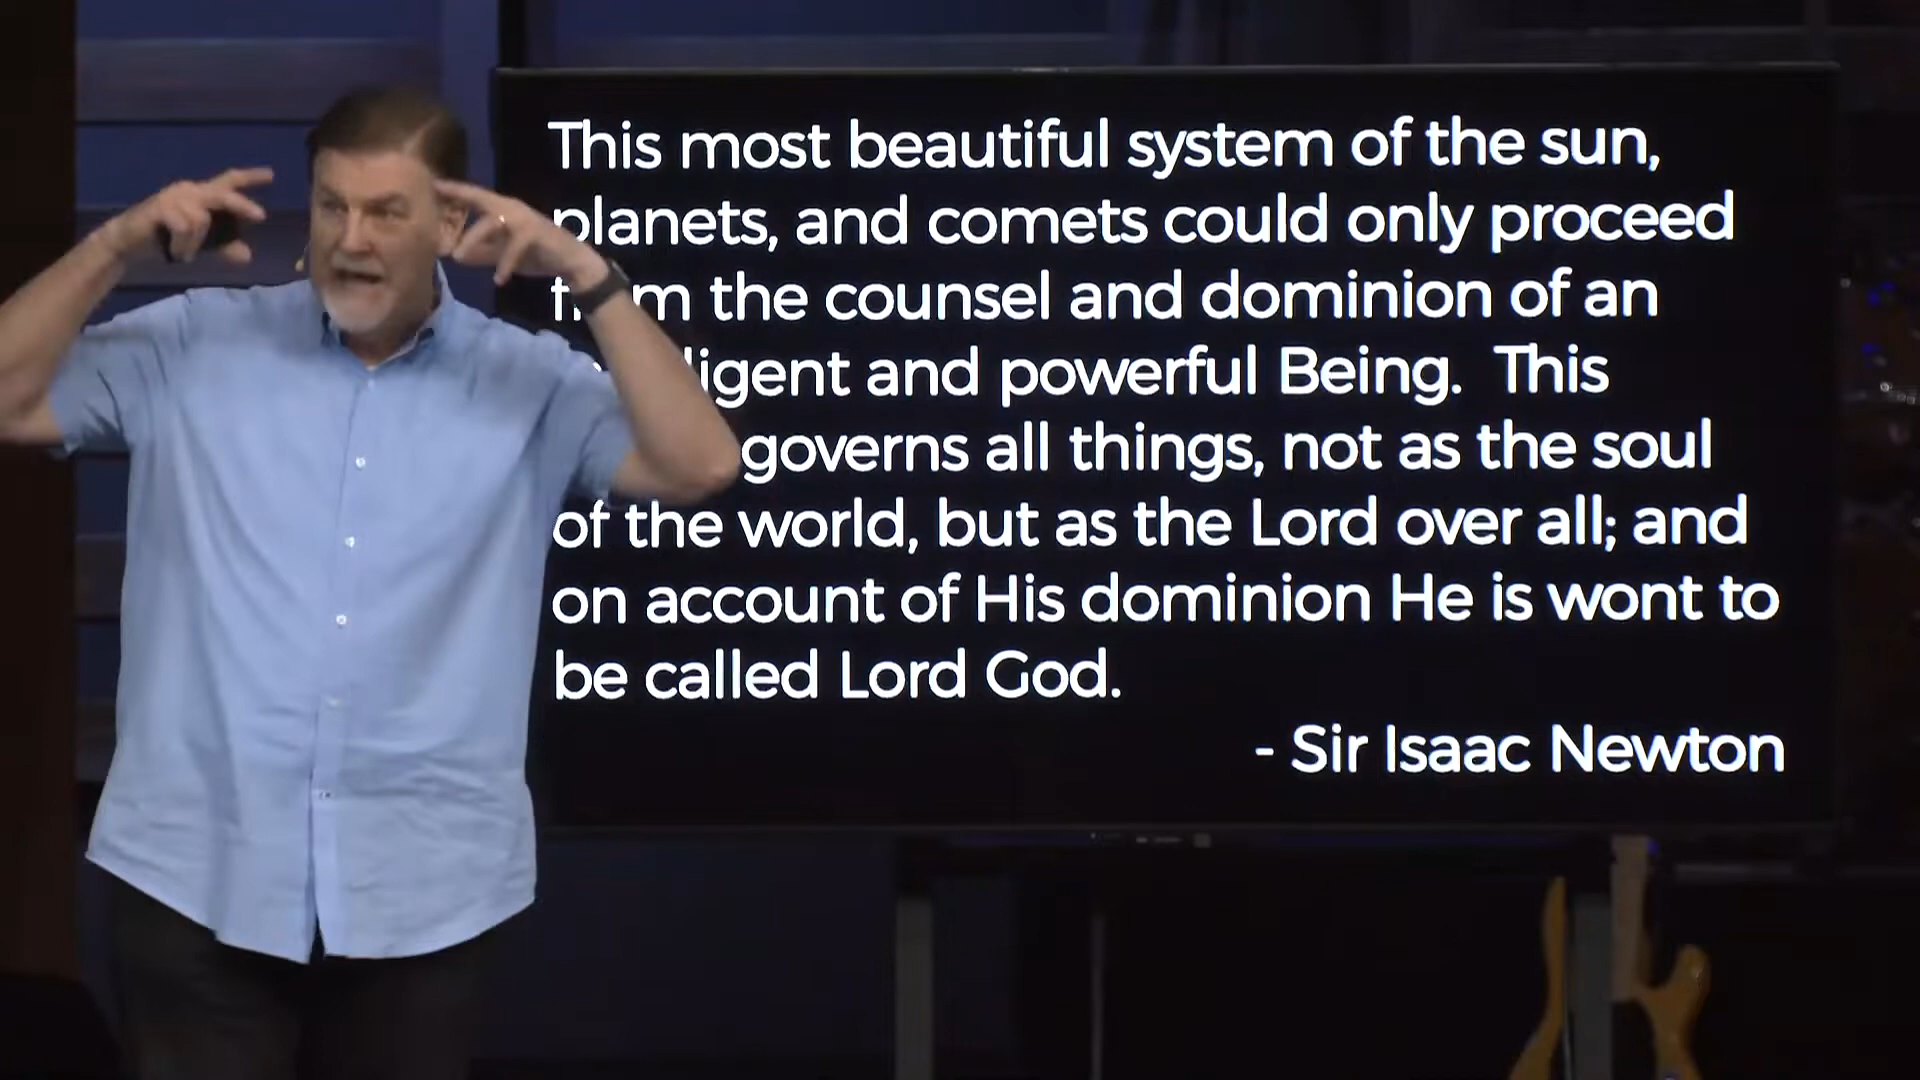 This most beautiful system of the sun,
planets, and comets could only proceed
from the counsel and dominion of an
and powerful Being. This
governs all things, not as the soul
of the world, but as the Lord over all; and
on account of His dominion He is wont to
be called Lord God.
- Sir Isaac Newton